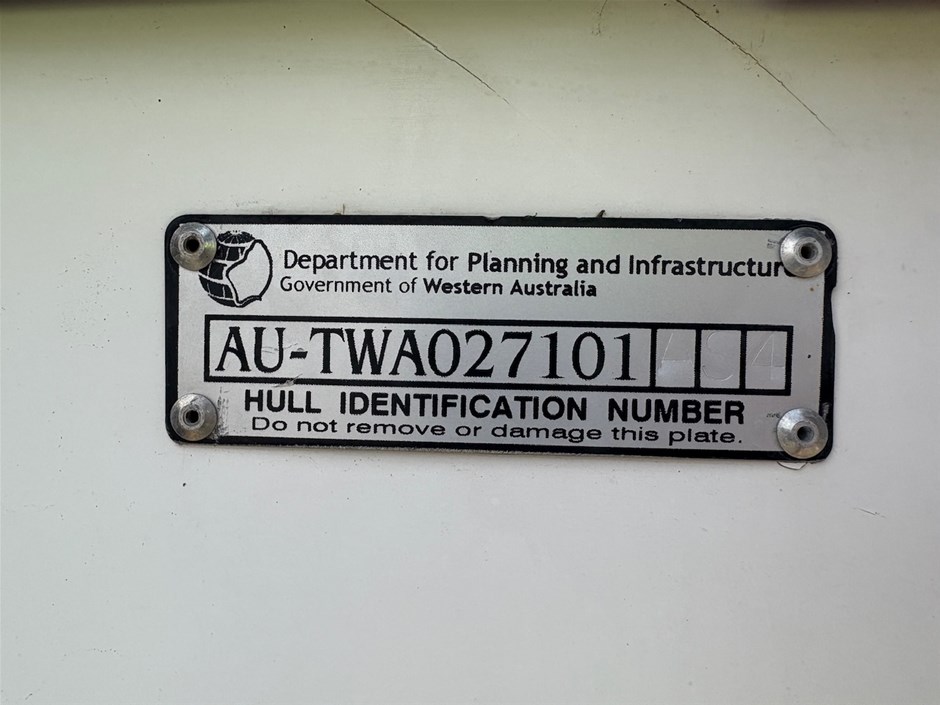 Department for Planning and Infrastructur
Government of Western Australia
AU-TWA027101
HULL IDENTIFICATION NUMBER
Do not remove or damage this plate.